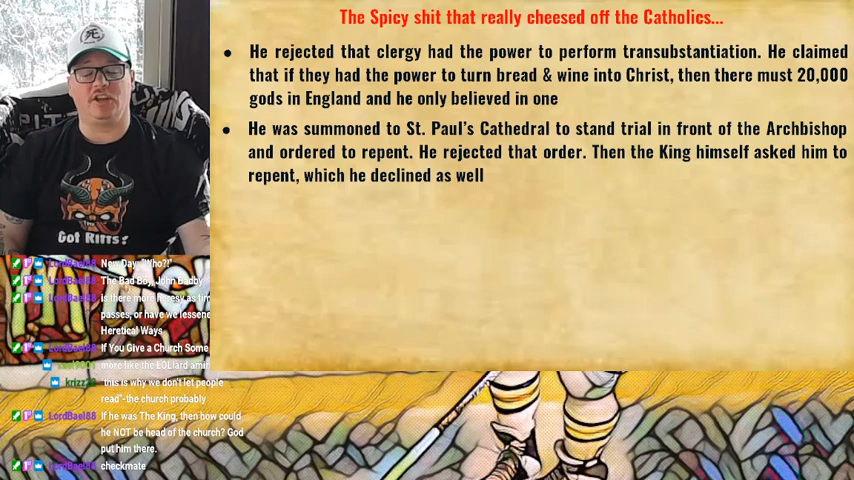 The Spicy shit that really cheesed off the Catholics...
● He rejected that clergy had the power to perform transubstantiation. He claimed
that if they had the power to turn bread & wine into Christ, then there must 20,000
gods in England and he only believed in one
● He was summoned to St. Paul's Cathedral to stand trial in front of the Archbishop
and ordered to repent. He rejected that order. Then the King himself asked him to
repent, which he declined as well
Got Riffs?
LordBael88 New Day, "Who?!"
LordBael88 The Bad Boy, John Badby
LordBael88 is there more heresy as tim
passes, or have we lessene
Heretical Ways
LordBael88 If You Give a Church Some
more like the LOLlard amir
"this is why we don't let people
read"-the church probably
LordBael88 If he was The King, then how could
he NOT be head of the church? God
put him there.
LordBael88 checkmate